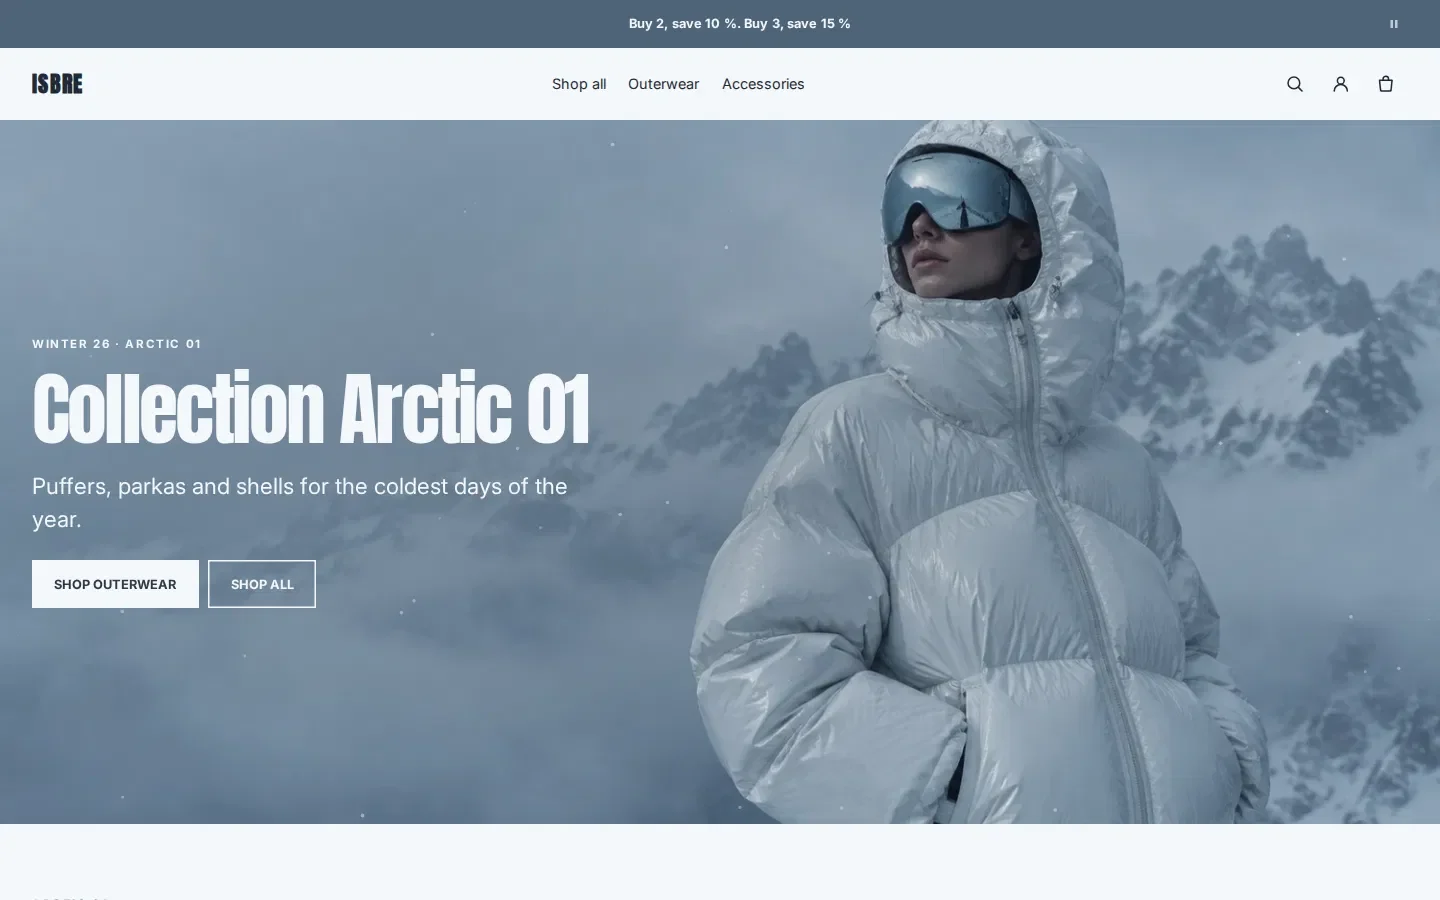 Buy 2, save 10 %. Buy 3, save 15 %
ISBRE
Shop all
Outerwear
Accessories
WINTER 26 · ARCTIC 01
Collection Arctic 01
Puffers, parkas and shells for the coldest days of the
year.
SHOP OUTERWEAR
SHOP ALL